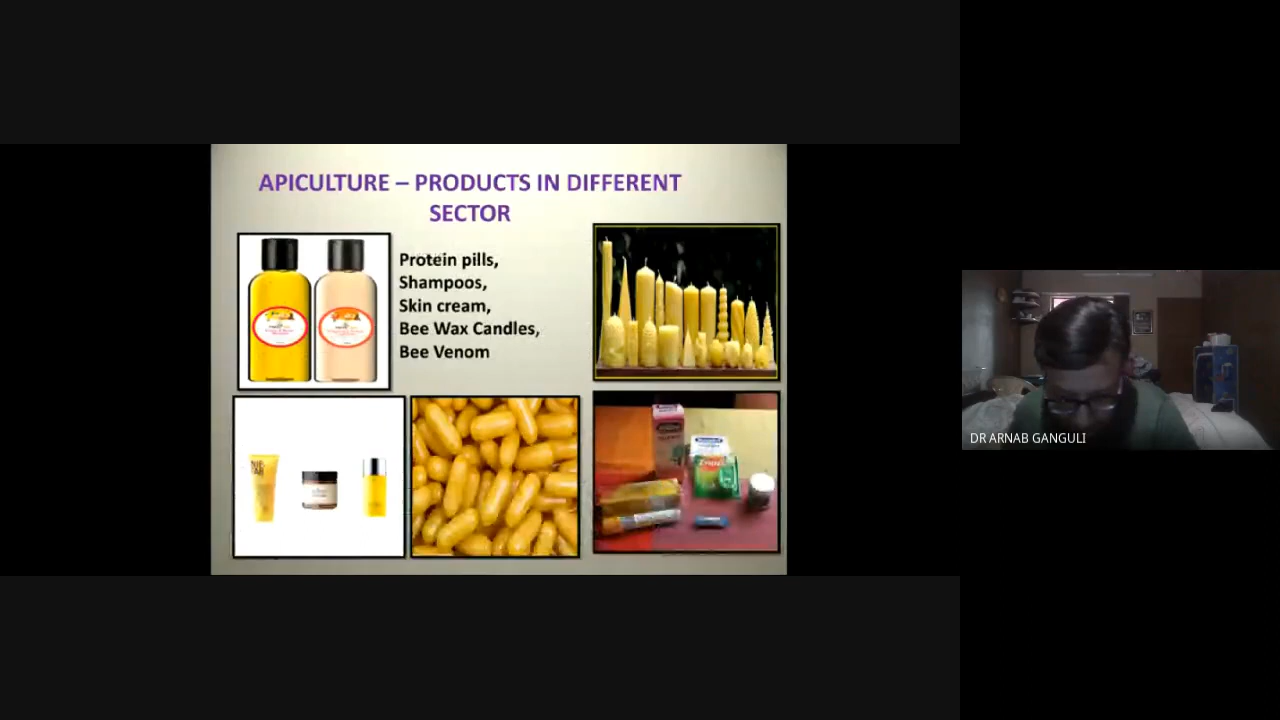 APICULTURE – PRODUCTS IN DIFFERENT
SECTOR
Protein pills,
Shampoos,
Skin cream,
Bee Wax Candles,
Bee Venom
DR ARNAB GANGULI